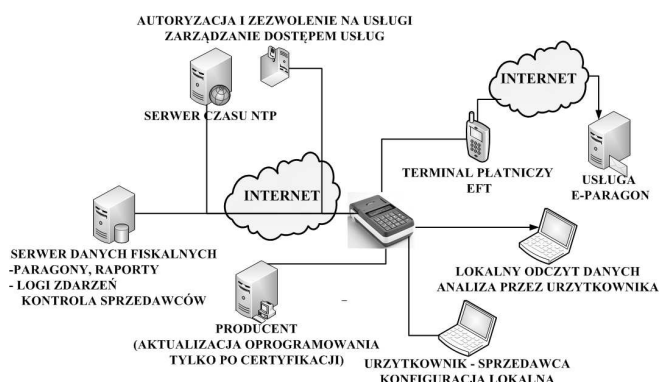 AUTORYZACJA I ZEZWOLENIE NA USŁUGI
ZARZĄDZANIE DOSTĘPEM USŁUG
SERWER CZASU NTP
INTERNET
TERMINAL PŁATNICZY
EFT
USŁUGA
E-PARAGON
INTERNET
SERWER DANYCH FISKALNYCH
-PARAGONY, RAPORTY
- LOGI ZDARZEŃ
KONTROLA SPRZEDAWCÓW
LOKALNY ODCZYT DANYCH
ANALIZA PRZEZ URZYTKOWNIKA
PRODUCENT
(AKTUALIZACJA OPROGRAMOWANIA
TYLKO PO CERTYFIKACJI)
URZYTKOWNIK - SPRZEDAWCA
KONFIGURACJA LOKALNA